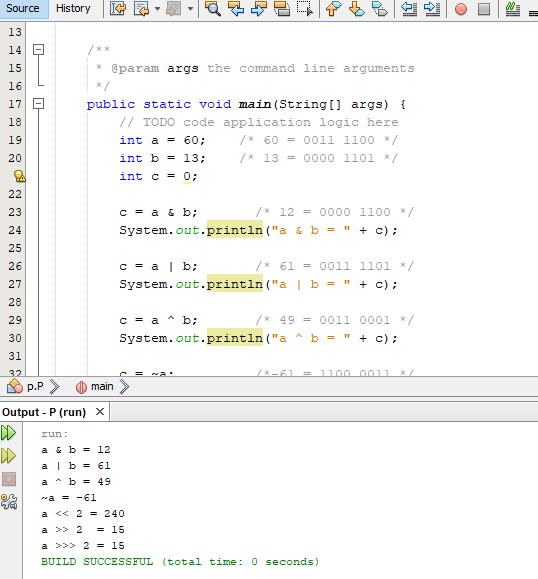 Source History
13
14 /**
15 * @param args the command line arguments
16 */
17 public static void main(String[] args) {
18 // TODO code application logic here
19 int a = 60; /* 60 = 0011 1100 */
20 int b = 13; /* 13 = 0000 1101 */
int c = 0;
22
23 c = a & b; /* 12 = 0000 1100 */
24 System.out.println("a & b = " + c);
25
26 c = a | b; /* 61 = 0011 1101 */
27 System.out.println("a | b = " + c);
28
29 c = a ^ b; /* 49 = 0011 0001 */
30 System.out.println("a ^ b = " + c);
31
32 c = ~a; /*-61 = 1100 0011 */
p.P main
Output - P (run)
run:
a & b = 12
a | b = 61
a ^ b = 49
~a = -61
a << 2 = 240
a >> 2 = 15
a >>> 2 = 15
BUILD SUCCESSFUL (total time: 0 seconds)